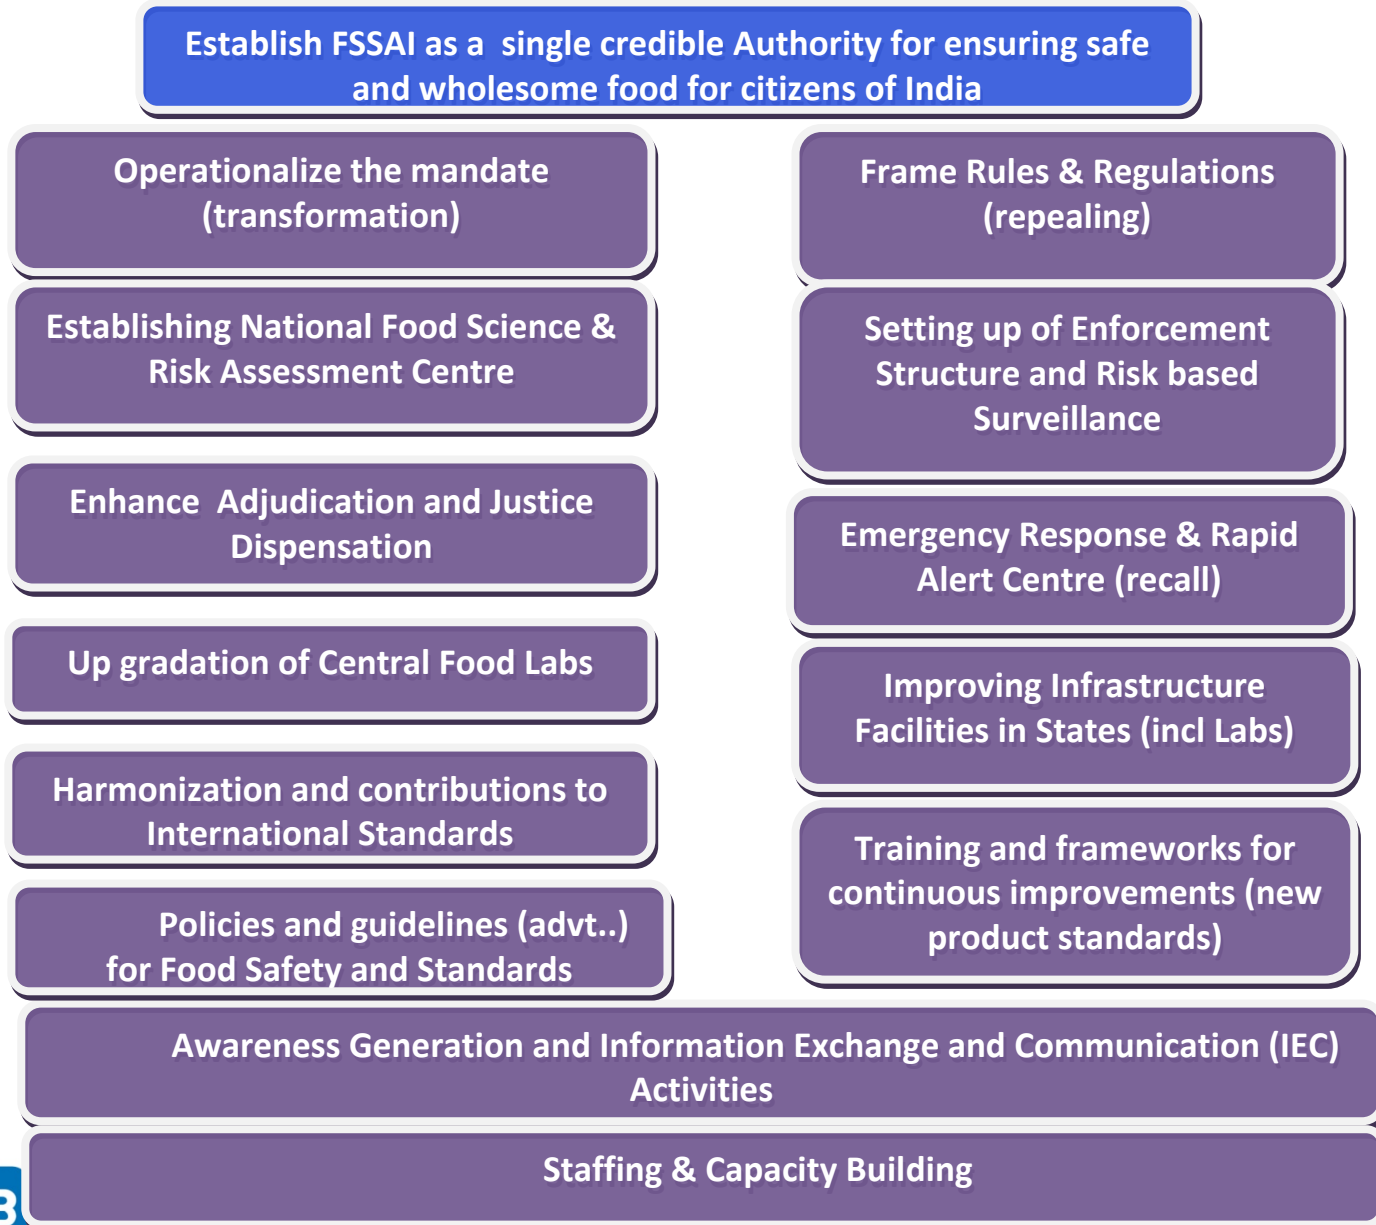 Establish FSSAI as a single credible Authority for ensuring safe
and wholesome food for citizens of India
Operationalize the mandate
(transformation)
Establishing National Food Science &
Risk Assessment Centre
Enhance Adjudication and Justice
Dispensation
Up gradation of Central Food Labs
Harmonization and contributions to
International Standards
Policies and guidelines (advt..)
for Food Safety and Standards
Frame Rules & Regulations
(repealing)
Setting up of Enforcement
Structure and Risk based
Surveillance
Emergency Response & Rapid
Alert Centre (recall)
Improving Infrastructure
Facilities in States (incl Labs)
Training and frameworks for
continuous improvements (new
product standards)
Awareness Generation and Information Exchange and Communication (IEC)
Activities
Staffing & Capacity Building